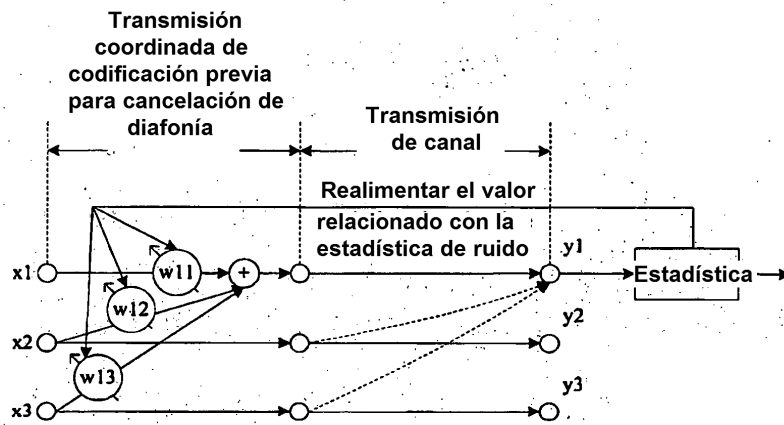 Transmisión
coordinada de
codificación previa
para cancelación de
diafonía
Transmisión
de canal
Realimentar el valor
relacionado con la
estadística de ruido
y1
x1
w11
+
Estadística
w12
y2
x2
w13
y3
x3